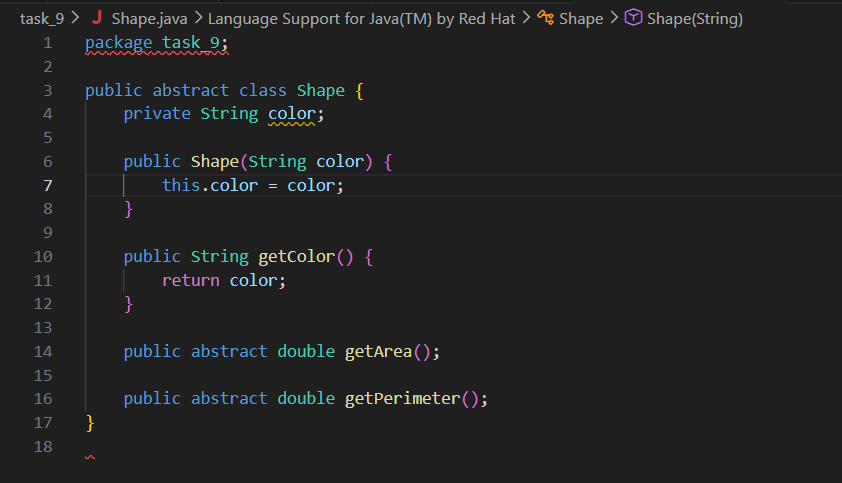 task_9 > J Shape.java > Language Support for Java(TM) by Red Hat > Shape > Shape(String)
1 package task_9;
2
3 public abstract class Shape {
4     private String color;
5
6     public Shape(String color) {
7         this.color = color;
8     }
9
10     public String getColor() {
11         return color;
12     }
13
14     public abstract double getArea();
15
16     public abstract double getPerimeter();
17 }
18